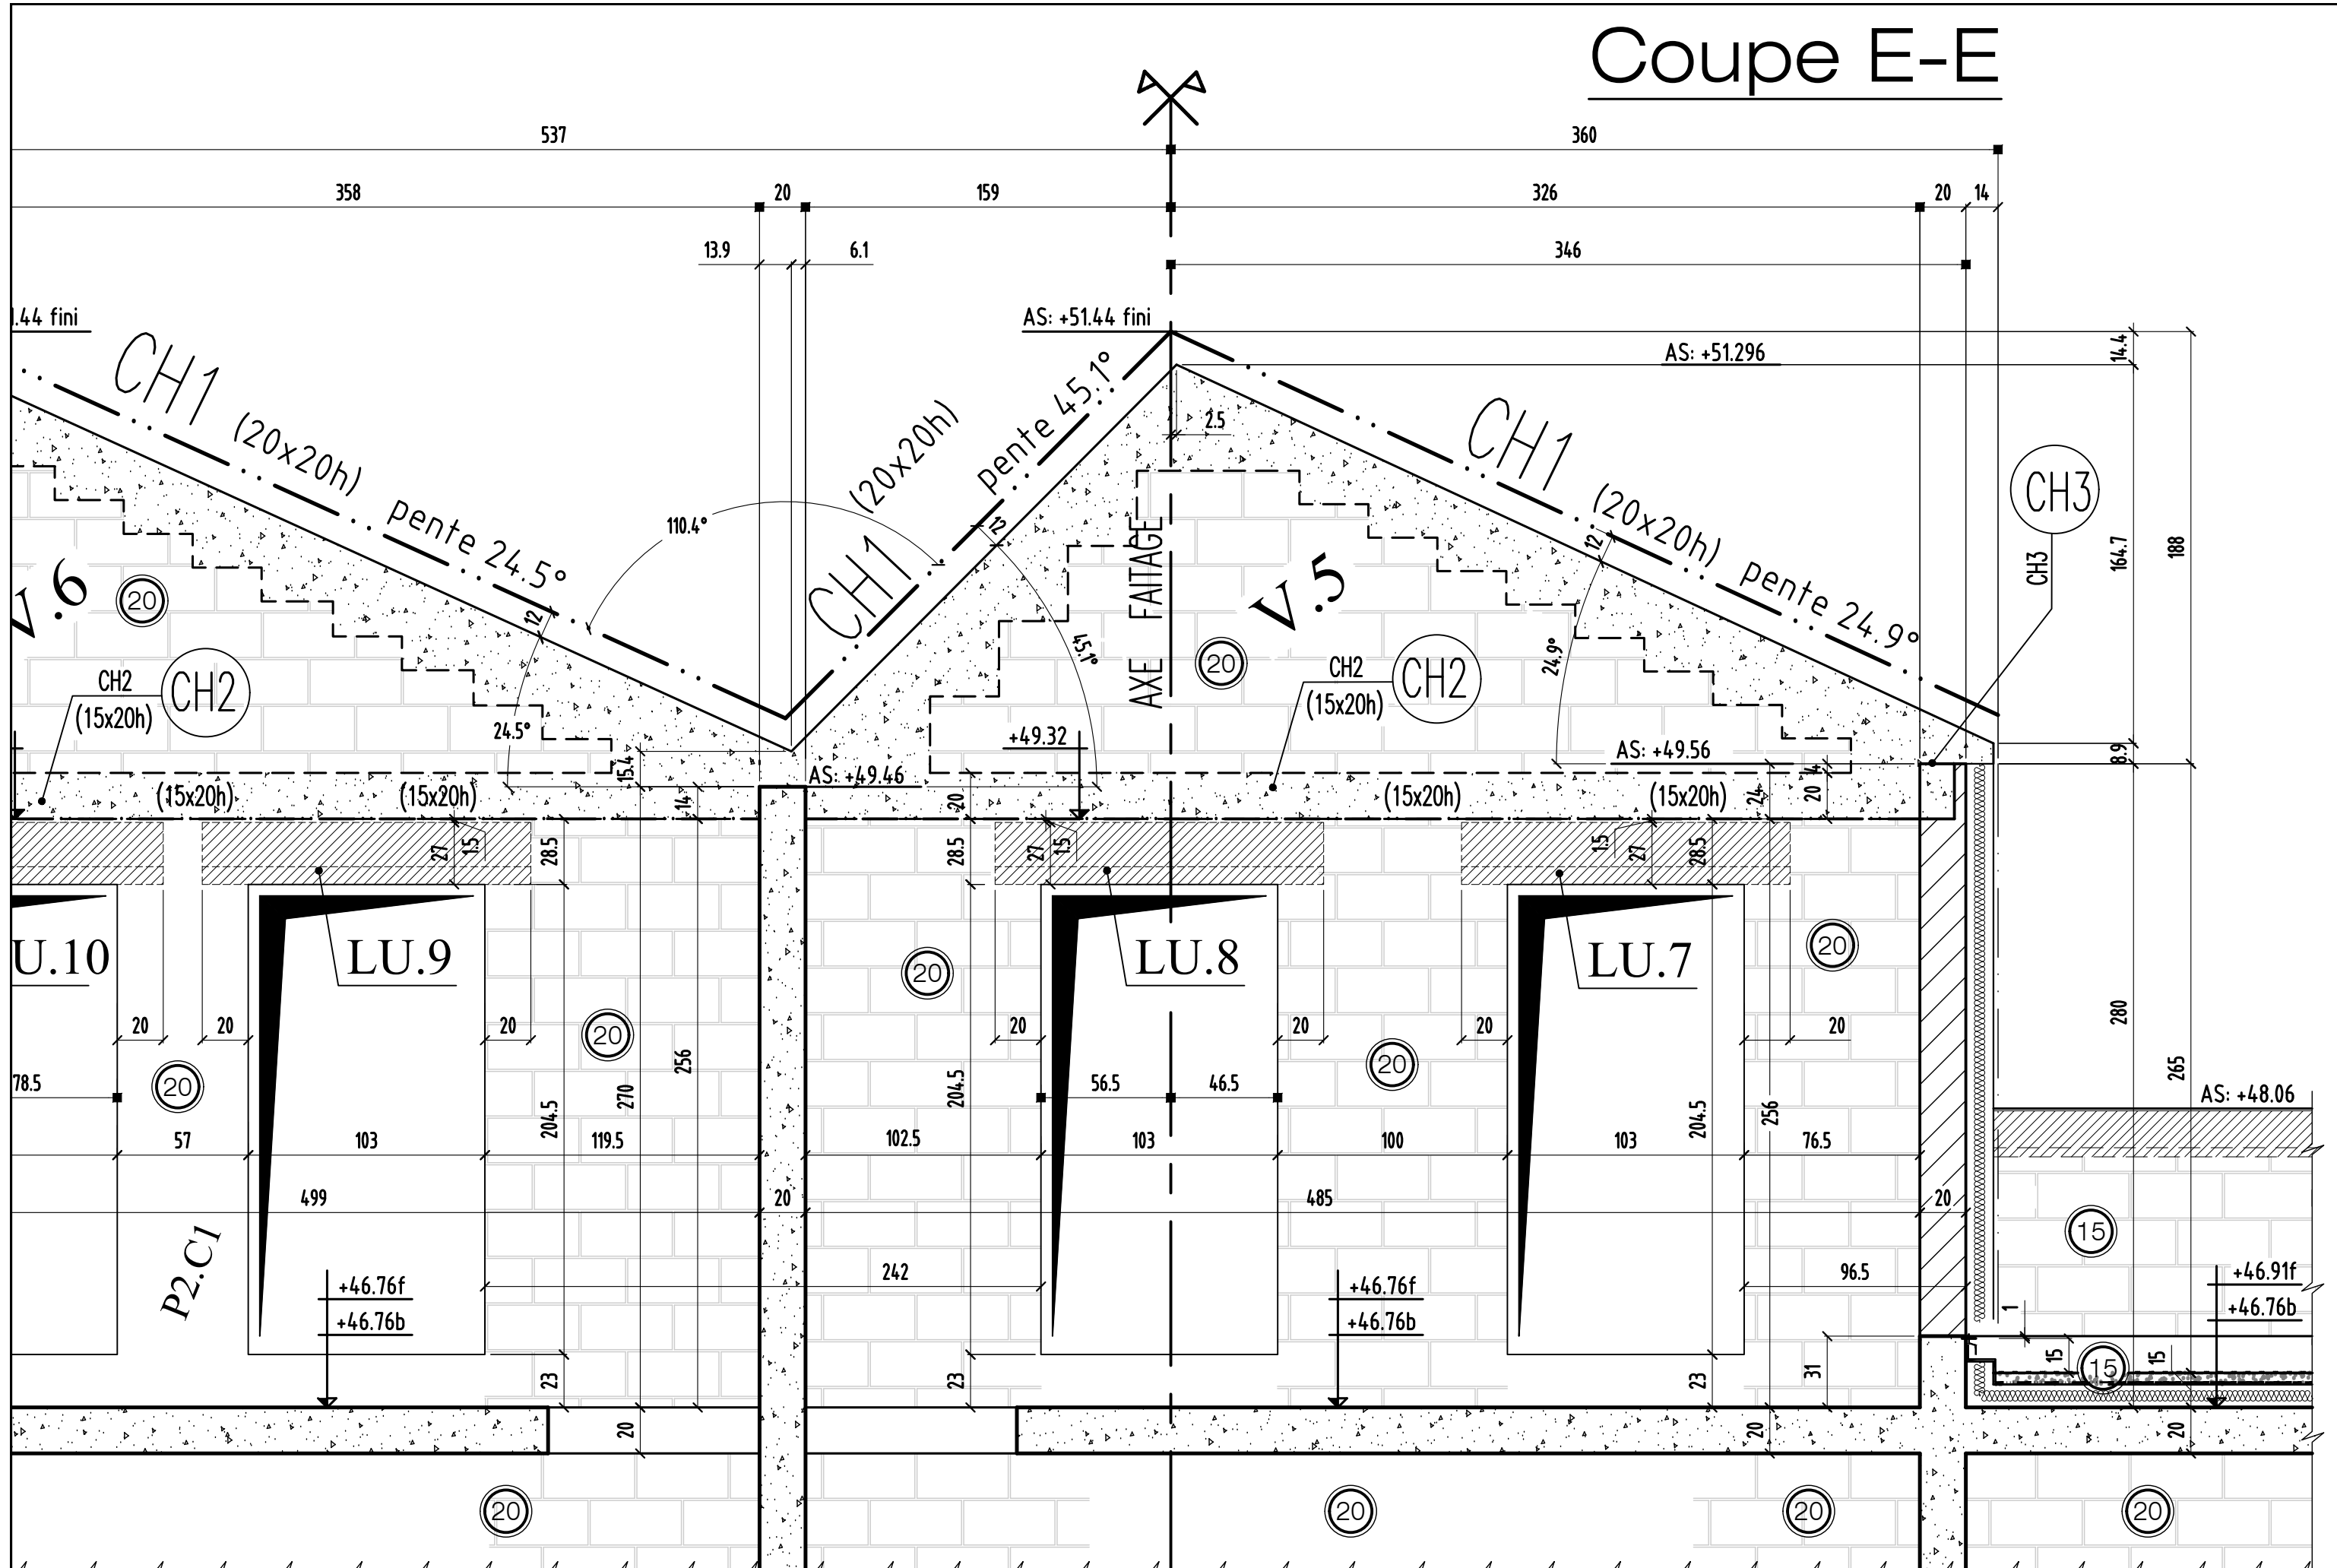 Coupe E-E
537
360
358
20
159
326
20
14
13.9
6.1
346
.44 fini
AS: +51.44 fini
AS: +51.296
14.4
CH1 (20x20h) pente 24.5°
CH1 (20x20h) pente 45.1°
CH1 (20x20h) pente 24.9°
2.5
110.4°
12
12
12
CH3
CH3
164.7
188
V.6
20
AXE FAITAGE
V.5
20
45.1°
24.9°
24.5°
CH2
(15x20h)
CH2
CH2
(15x20h)
CH2
+49.32
AS: +49.56
8.9
15.4
AS: +49.46
(15x20h)
(15x20h)
14
20
(15x20h)
(15x20h)
24
4
20
27
1.5
28.5
28.5
27
1.5
1.5
27
28.5
U.10
LU.9
LU.8
LU.7
20
20
20
20
20
20
20
20
20
20
20
20
20
280
265
78.5
256
270
204.5
204.5
56.5
46.5
204.5
256
AS: +48.06
57
103
119.5
102.5
103
100
103
76.5
499
20
485
20
15
P2.C1
242
96.5
+46.76f
+46.76b
+46.76f
+46.76b
+46.91f
+46.76b
1
15
15
15
31
23
23
23
20
20
20
20
20
20
20